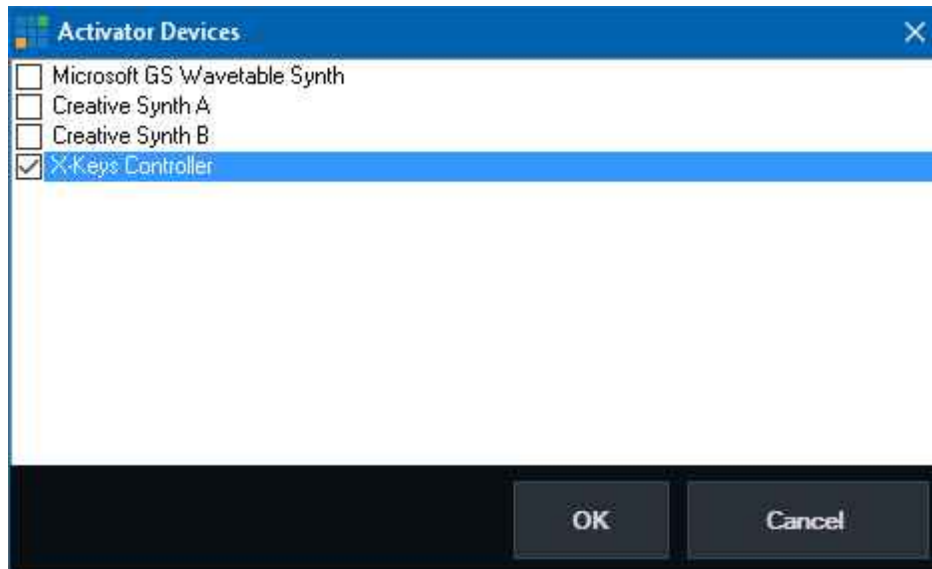 Activator Devices
Microsoft GS Wavetable Synth
Creative Synth A
Creative Synth B
X-Keys Controller
OK
Cancel